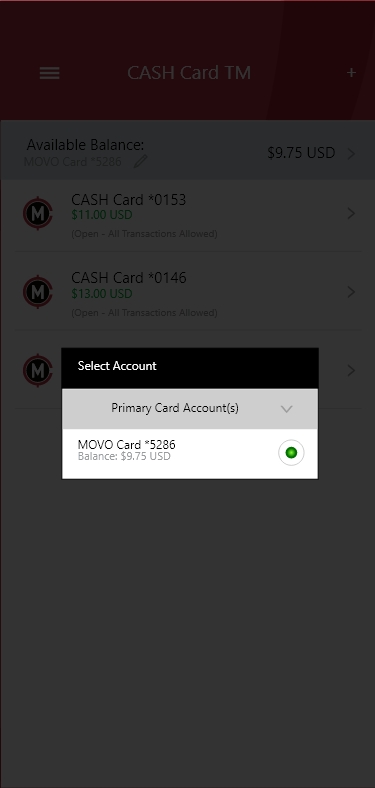 CASH Card TM
+
Available Balance:
MOVO Card *5286
$9.75 USD
CASH Card *0153
$11.00 USD
(Open - All Transactions Allowed)
M
CASH Card *0146
$13.00 USD
(Open - All Transactions Allowed)
M
M
Select Account
Primary Card Account(s)
MOVO Card *5286
Balance: $9.75 USD